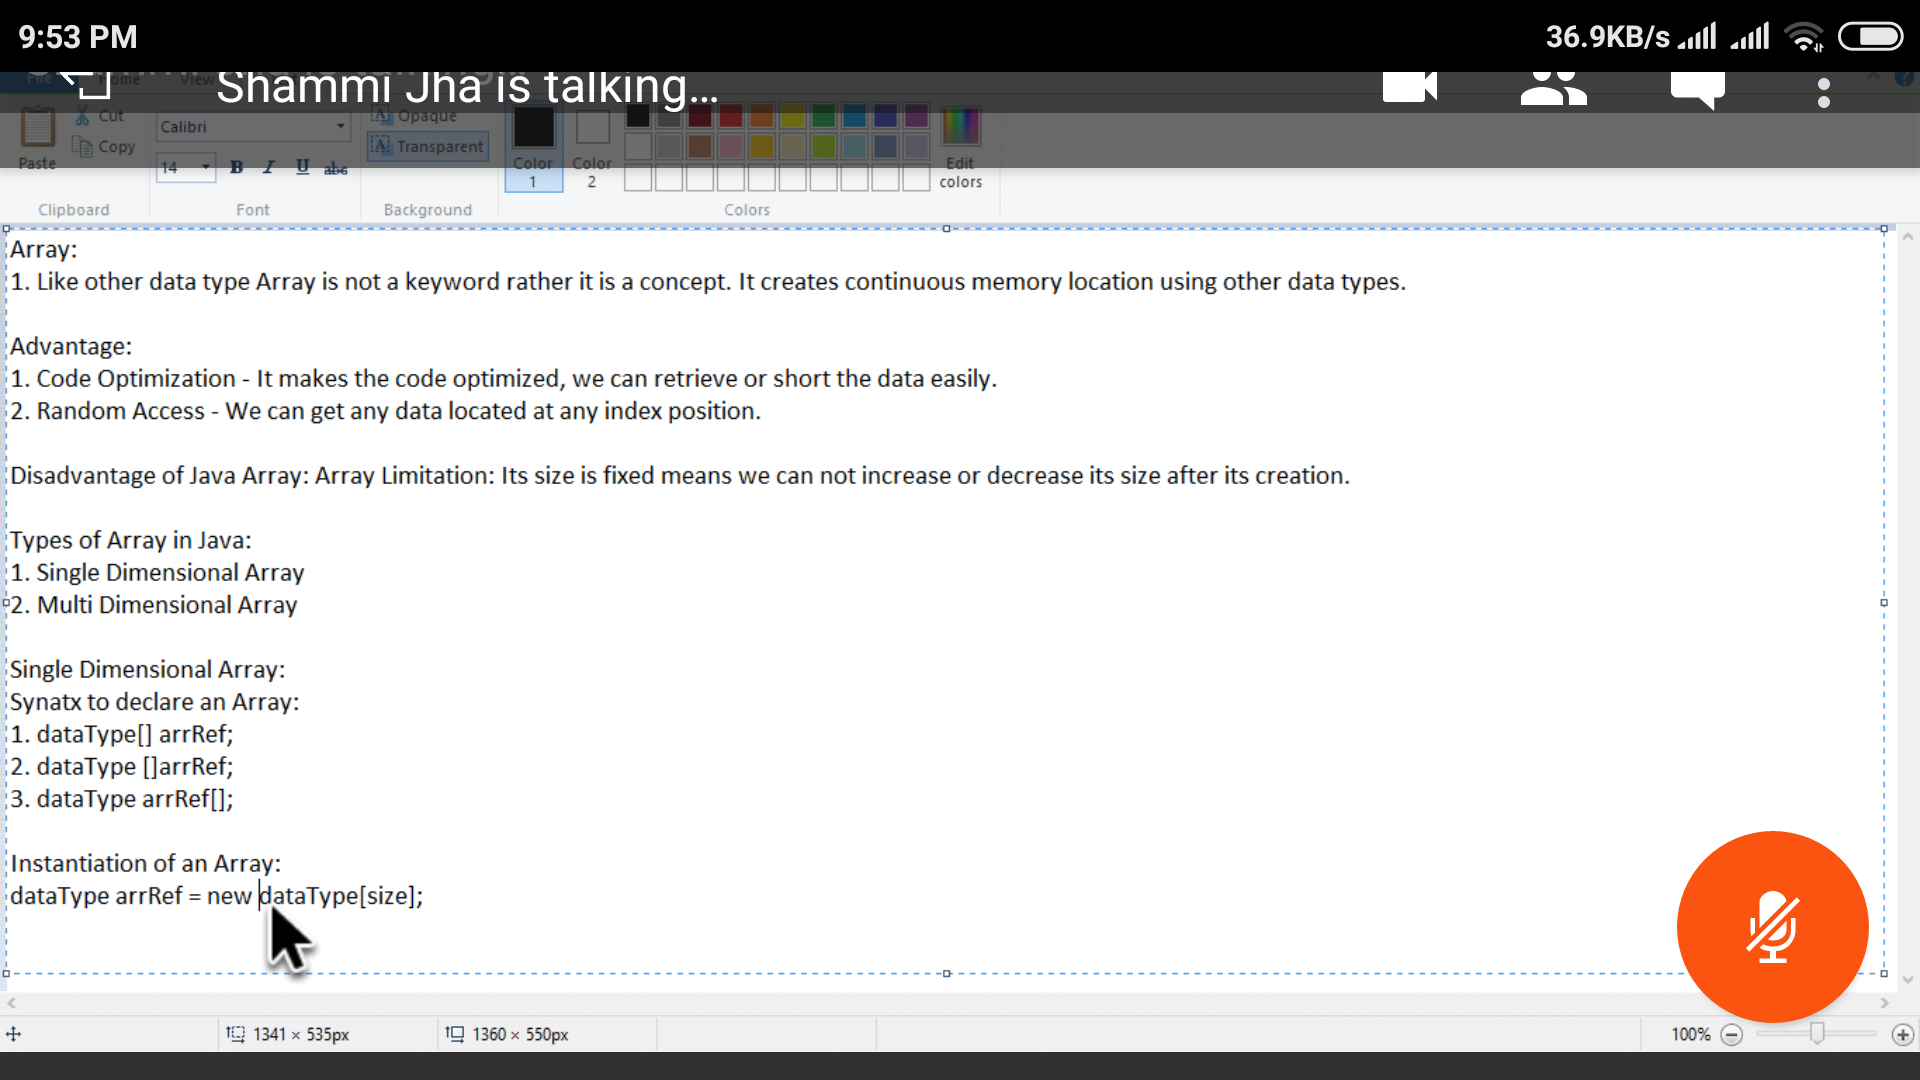 9:53 PM
36.9KB/s
Shammi Jha is talking...
File
Home
View
Cut
Copy
Paste
Clipboard
Calibri
14
B I U abc
Font
Opaque
Transparent
Background
Color 1
Color 2
Edit colors
Colors
Array:
1. Like other data type Array is not a keyword rather it is a concept. It creates continuous memory location using other data types.
Advantage:
1. Code Optimization - It makes the code optimized, we can retrieve or short the data easily.
2. Random Access - We can get any data located at any index position.
Disadvantage of Java Array: Array Limitation: Its size is fixed means we can not increase or decrease its size after its creation.
Types of Array in Java:
1. Single Dimensional Array
2. Multi Dimensional Array
Single Dimensional Array:
Synatx to declare an Array:
1. dataType[] arrRef;
2. dataType []arrRef;
3. dataType arrRef[];
Instantiation of an Array:
dataType arrRef = new dataType[size];
1341 × 535px
1360 × 550px
100%